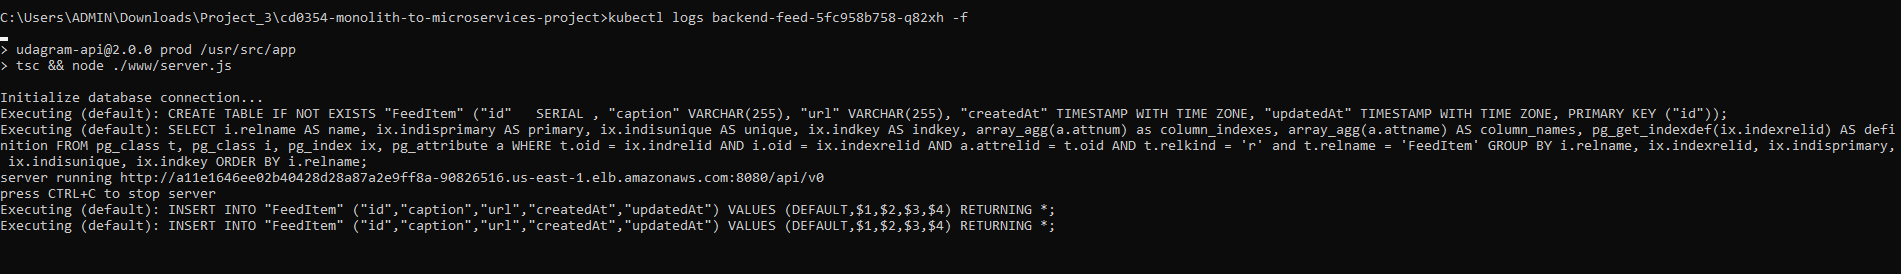 C:\Users\ADMIN\Downloads\Project_3\cd0354-monolith-to-microservices-project>kubectl logs backend-feed-5fc958b758-q82xh -f
> udagram-api@2.0.0 prod /usr/src/app
> tsc && node ./www/server.js
Initialize database connection...
Executing (default): CREATE TABLE IF NOT EXISTS "FeedItem" ("id"   SERIAL , "caption" VARCHAR(255), "url" VARCHAR(255), "createdAt" TIMESTAMP WITH TIME ZONE, "updatedAt" TIMESTAMP WITH TIME ZONE, PRIMARY KEY ("id"));
Executing (default): SELECT i.relname AS name, ix.indisprimary AS primary, ix.indisunique AS unique, ix.indkey AS indkey, array_agg(a.attnum) as column_indexes, array_agg(a.attname) AS column_names, pg_get_indexdef(ix.indexrelid) AS defi
nition FROM pg_class t, pg_class i, pg_index ix, pg_attribute a WHERE t.oid = ix.indrelid AND i.oid = ix.indexrelid AND a.attrelid = t.oid AND t.relkind = 'r' and t.relname = 'FeedItem' GROUP BY i.relname, ix.indexrelid, ix.indisprimary,
 ix.indisunique, ix.indkey ORDER BY i.relname;
server running http://a11e1646ee02b40428d28a87a2e9ff8a-90826516.us-east-1.elb.amazonaws.com:8080/api/v0
press CTRL+C to stop server
Executing (default): INSERT INTO "FeedItem" ("id","caption","url","createdAt","updatedAt") VALUES (DEFAULT,$1,$2,$3,$4) RETURNING *;
Executing (default): INSERT INTO "FeedItem" ("id","caption","url","createdAt","updatedAt") VALUES (DEFAULT,$1,$2,$3,$4) RETURNING *;